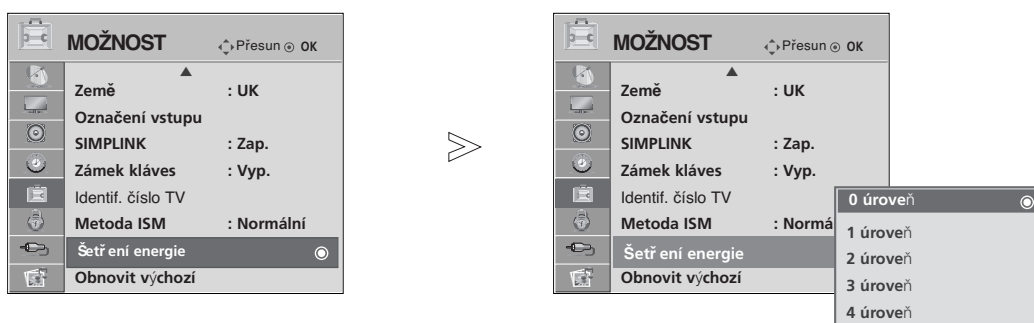 MOŽNOST Přesun OK
Země : UK
Označení vstupu
SIMPLINK : Zap.
Zámek kláves : Vyp.
Identif. číslo TV
Metoda ISM : Normální
Šetř ení energie
Obnovit výchozí
MOŽNOST Přesun OK
Země : UK
Označení vstupu
SIMPLINK : Zap.
Zámek kláves : Vyp.
Identif. číslo TV
Metoda ISM : Normá
Šetř ení energie
Obnovit výchozí
0 úroveň
1 úroveň
2 úroveň
3 úroveň
4 úroveň